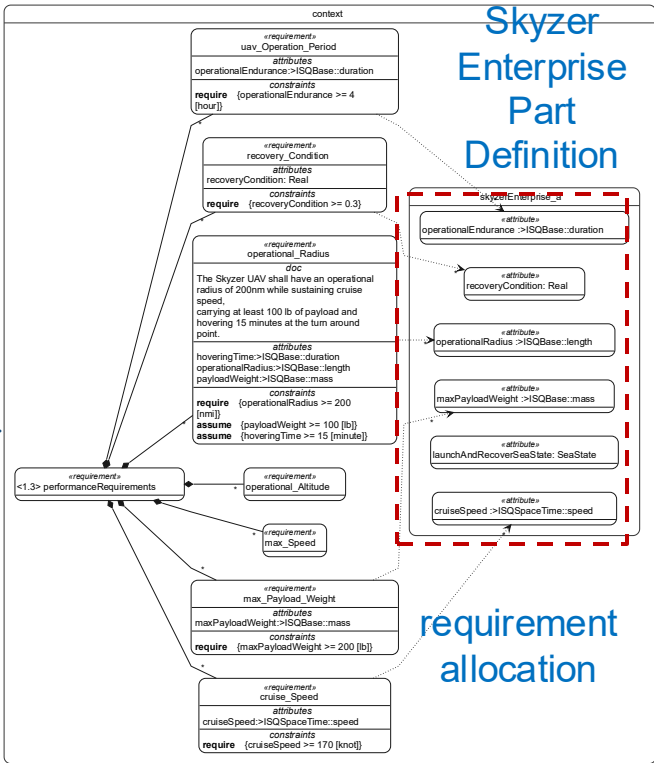 context
Skyzer
Enterprise
Part
Definition
«requirement»
uav_Operation_Period
attributes
operationalEndurance:>ISQBase::duration
constraints
require {operationalEndurance >= 4
[hour]}
*
«requirement»
recovery_Condition
attributes
recoveryCondition: Real
constraints
require {recoveryCondition >= 0.3}
*
«requirement»
operational_Radius
doc
The Skyzer UAV shall have an operational
radius of 200nm while sustaining cruise
speed,
carrying at least 100 lb of payload and
hovering 15 minutes at the turn around
point.
attributes
hoveringTime:>ISQBase::duration
operationalRadius:>ISQBase::length
payloadWeight:>ISQBase::mass
constraints
require {operationalRadius >= 200
[nmi]}
assume {payloadWeight >= 100 [lb]}
assume {hoveringTime >= 15 [minute]}
*
«requirement»
<1.3> performanceRequirements
«requirement»
operational_Altitude
*
«requirement»
max_Speed
*
«requirement»
max_Payload_Weight
attributes
maxPayloadWeight:>ISQBase::mass
constraints
require {maxPayloadWeight >= 200 [lb]}
*
«requirement»
cruise_Speed
attributes
cruiseSpeed:>ISQSpaceTime::speed
constraints
require {cruiseSpeed >= 170 [knot]}
*
skyzerEnterprise_a
«attribute»
operationalEndurance :>ISQBase::duration
*
«attribute»
recoveryCondition: Real
*
«attribute»
operationalRadius :>ISQBase::length
*
«attribute»
maxPayloadWeight :>ISQBase::mass
*
«attribute»
launchAndRecoverSeaState: SeaState
«attribute»
cruiseSpeed :>ISQSpaceTime::speed
*
requirement
allocation